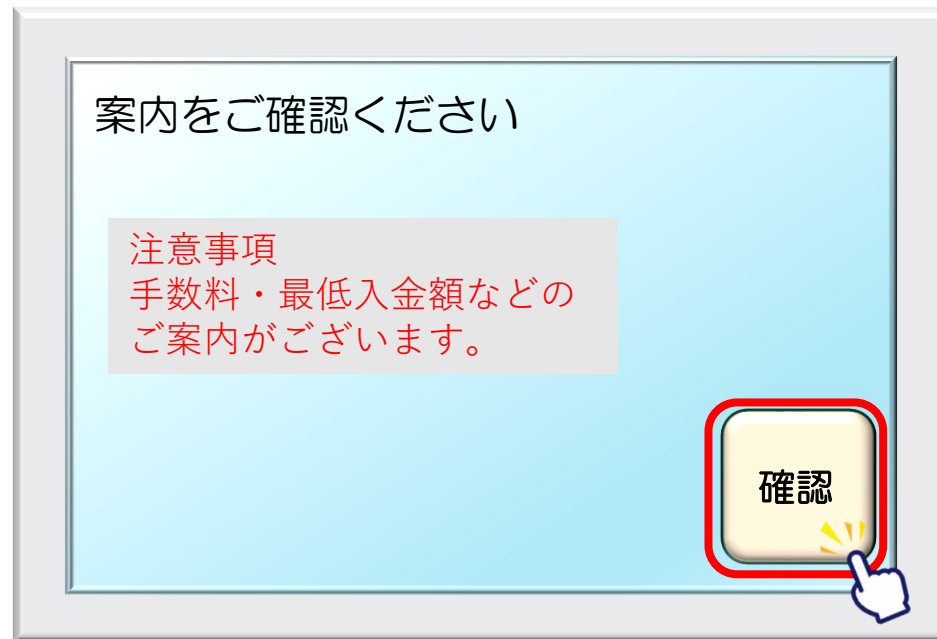 案内をご確認ください
注意事項
手数料・最低入金額などの
ご案内がございます。
確認